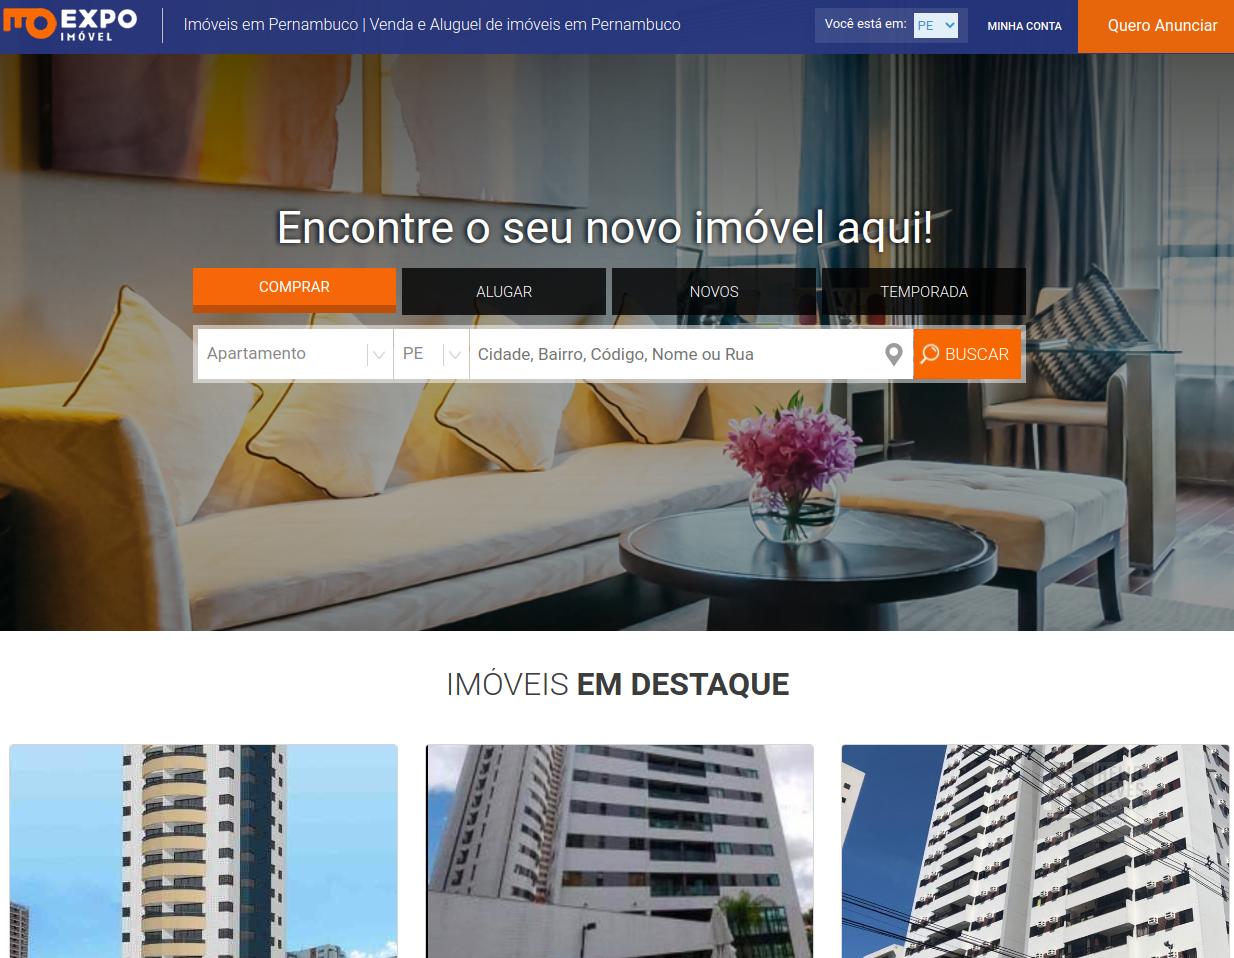 EXPO
IMÓVEL
Imóveis em Pernambuco | Venda e Aluguel de imóveis em Pernambuco
Você está em:
PE
MINHA CONTA
Quero Anunciar
Encontre o seu novo imóvel aqui!
COMPRAR
ALUGAR
NOVOS
TEMPORADA
Apartamento
PE
Cidade, Bairro, Código, Nome ou Rua
BUSCAR
IMÓVEIS EM DESTAQUE